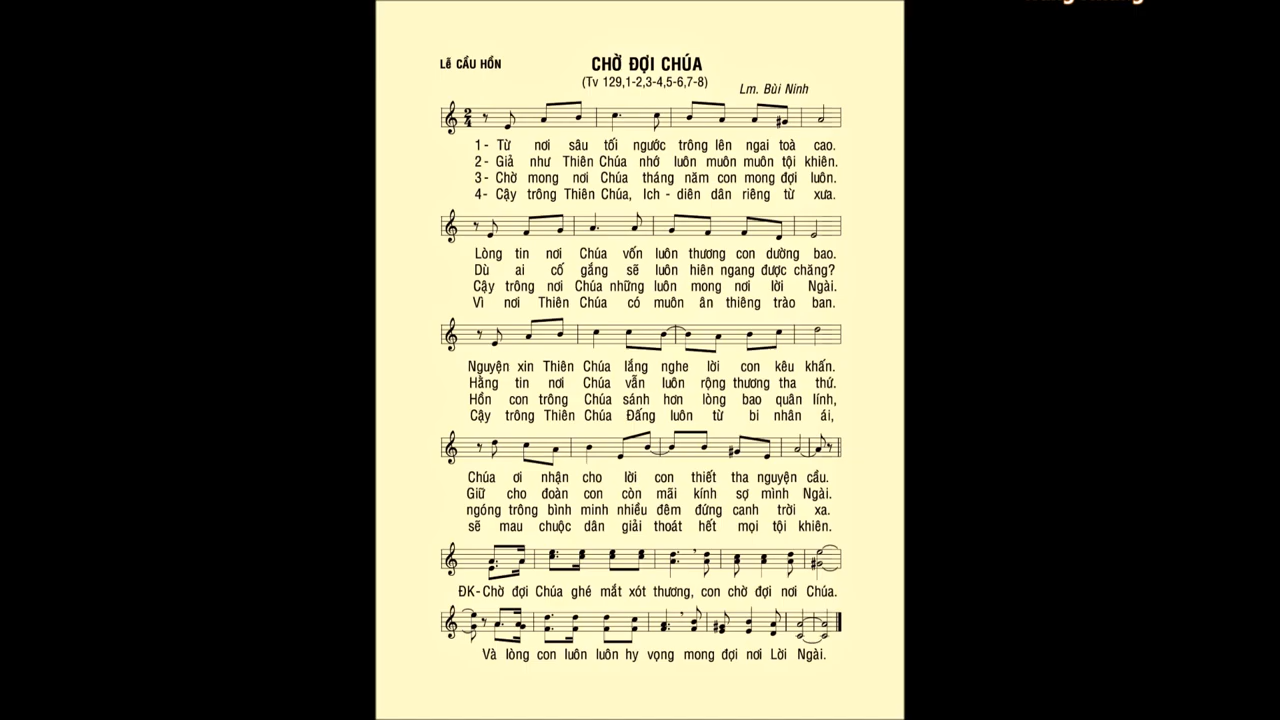 LỄ CẦU HỒN
CHỜ ĐỢI CHÚA
(Tv 129,1-2,3-4,5-6,7-8)
Lm. Bùi Ninh
2
4
1- Từ nơi sâu tối ngước trông lên ngai toà cao.
2- Giả như Thiên Chúa nhớ luôn muôn muôn tội khiên.
3- Chờ mong nơi Chúa tháng năm con mong đợi luôn.
4- Cậy trông Thiên Chúa, Ich-diên dân riêng từ xưa.
Lòng tin nơi Chúa vốn luôn thương con dường bao.
Dù ai cố gắng sẽ luôn hiên ngang được chăng?
Cậy trông nơi Chúa những luôn mong nơi lời Ngài.
Vì nơi Thiên Chúa có muôn ân thiêng trào ban.
Nguyện xin Thiên Chúa lắng nghe lời con kêu khấn.
Hằng tin nơi Chúa vẫn luôn rộng thương tha thứ.
Hồn con trông Chúa sánh hơn lòng bao quân lính,
Cậy trông Thiên Chúa Đấng luôn từ bi nhân ái,
Chúa ơi nhận cho lời con thiết tha nguyện cầu.
Giữ cho đoàn con còn mãi kính sợ mình Ngài.
ngóng trông bình minh nhiều đêm đứng canh trời xa.
sẽ mau chuộc dân giải thoát hết mọi tội khiên.
ĐK-Chờ đợi Chúa ghé mắt xót thương, con chờ đợi nơi Chúa.
Và lòng con luôn luôn hy vọng mong đợi nơi Lời Ngài.